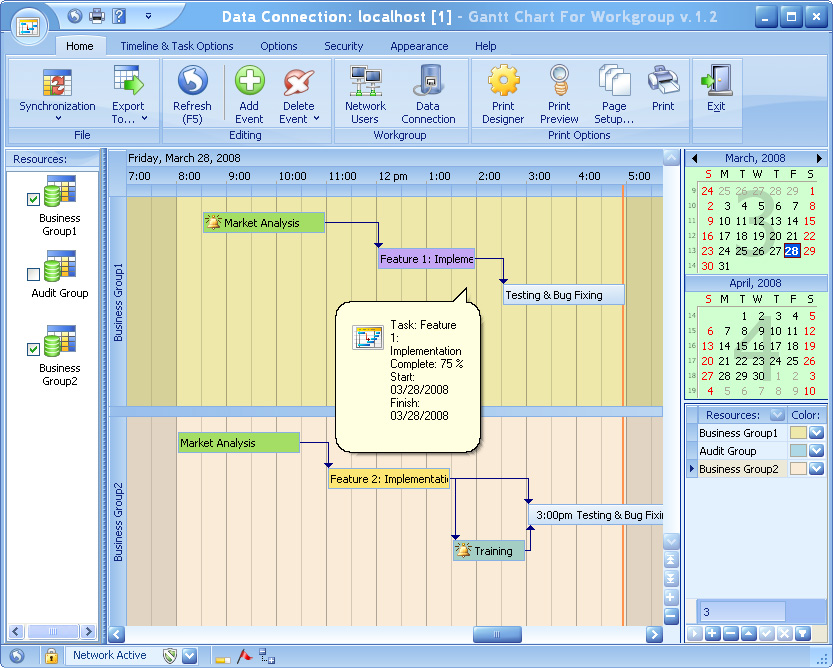 Data Connection: localhost [1] - Gantt Chart For Workgroup v.1.2
Home Timeline & Task Options Options Security Appearance Help
Synchronization
Export
To...
File
Refresh
(F5)
Add
Event
Delete
Event
Editing
Network
Users
Data
Connection
Workgroup
Print
Designer
Print
Preview
Page
Setup...
Print
Print Options
Exit
Resources:
Business
Group1
Audit Group
Business
Group2
Friday, March 28, 2008
7:00 8:00 9:00 10:00 11:00 12 pm 1:00 2:00 3:00 4:00 5:00
Business Group1
Market Analysis
Feature 1: Impleme
Testing & Bug Fixing
Task: Feature
1:
Implementation
Complete: 75 %
Start:
03/28/2008
Finish:
03/28/2008
Business Group2
Market Analysis
Feature 2: Implementati
3:00pm Testing & Bug Fixi
Training
March, 2008
S M T W T F S
9 24 25 26 27 28 29 1
10 2 3 4 5 6 7 8
11 9 10 11 12 13 14 15
12 16 17 18 19 20 21 22
13 23 24 25 26 27 28 29
14 30 31
3
April, 2008
S M T W T F S
14 1 2 3 4 5
15 6 7 8 9 10 11 12
16 13 14 15 16 17 18 19
17 20 21 22 23 24 25 26
18 27 28 29 30 1 2 3
19 4 5 6 7 8 9 10
4
Resources: Color:
Business Group1
Audit Group
Business Group2
3
Network Active